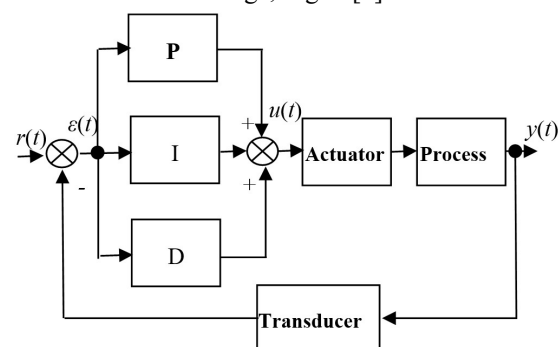 P
r(t)
ε(t)
I
+
u(t)
Actuator
Process
y(t)
-
+
D
Transducer